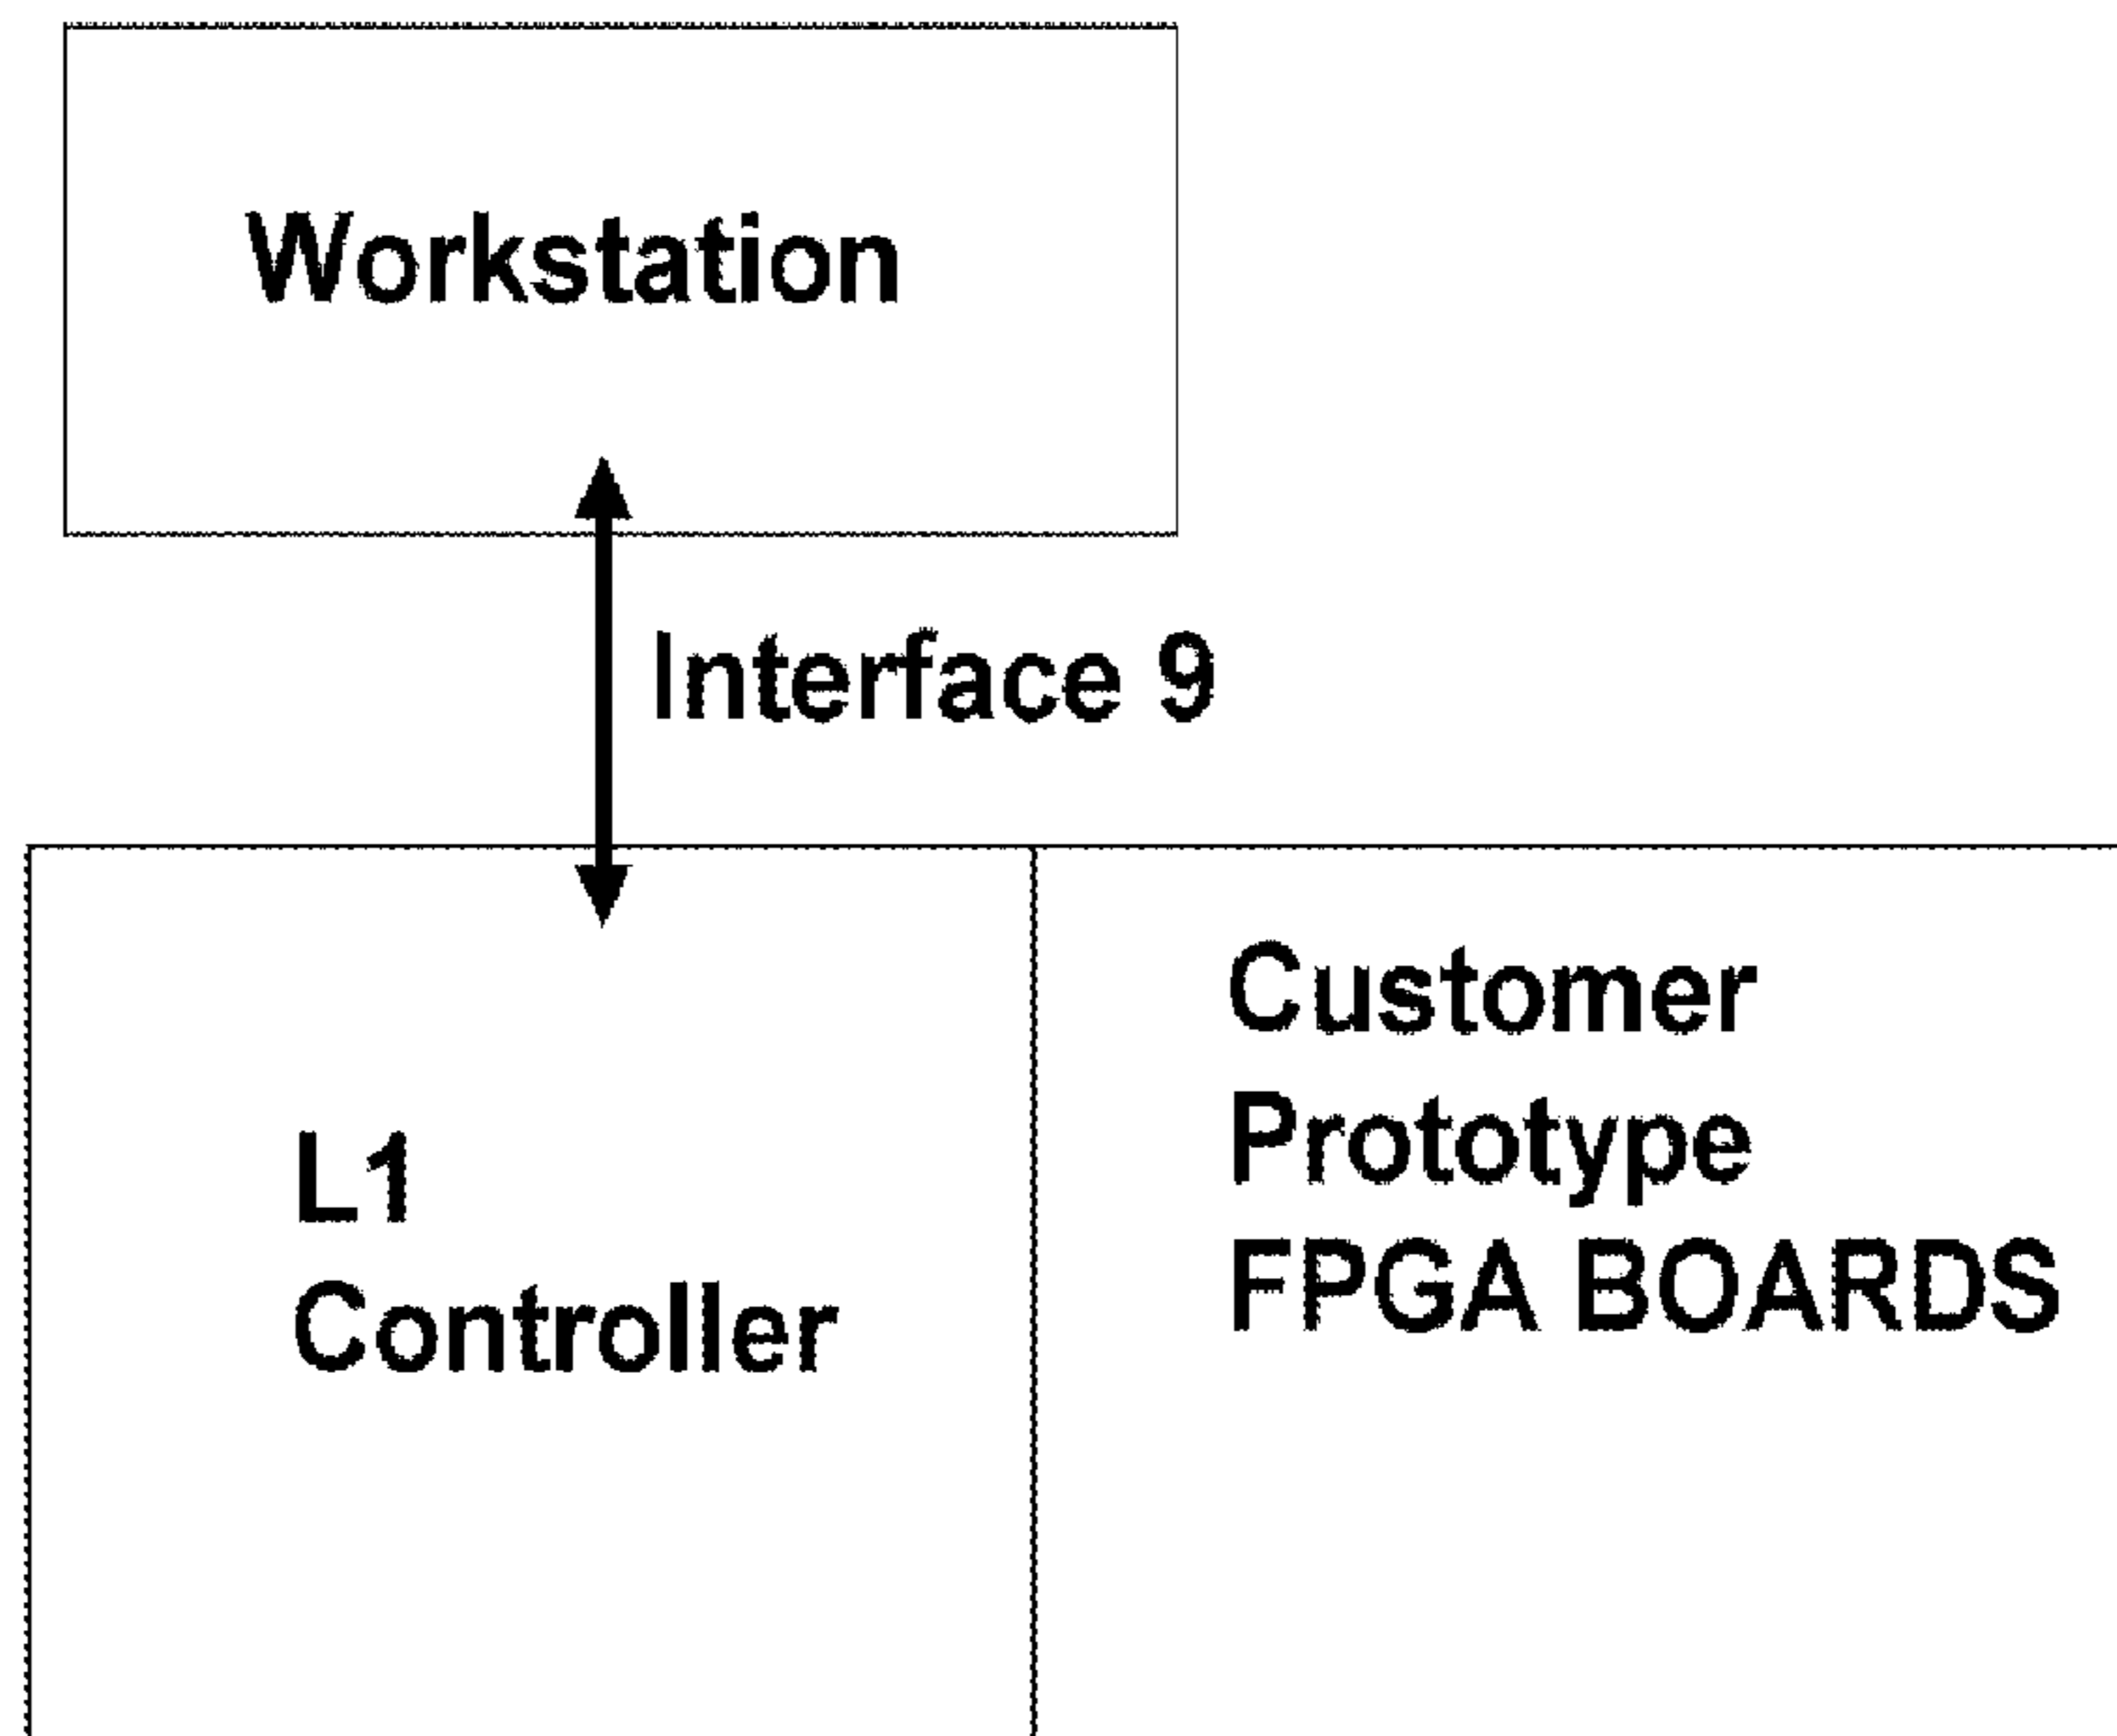 Workstation
Interface 9
L1
Controller
Customer
Prototype
FPGA BOARDS